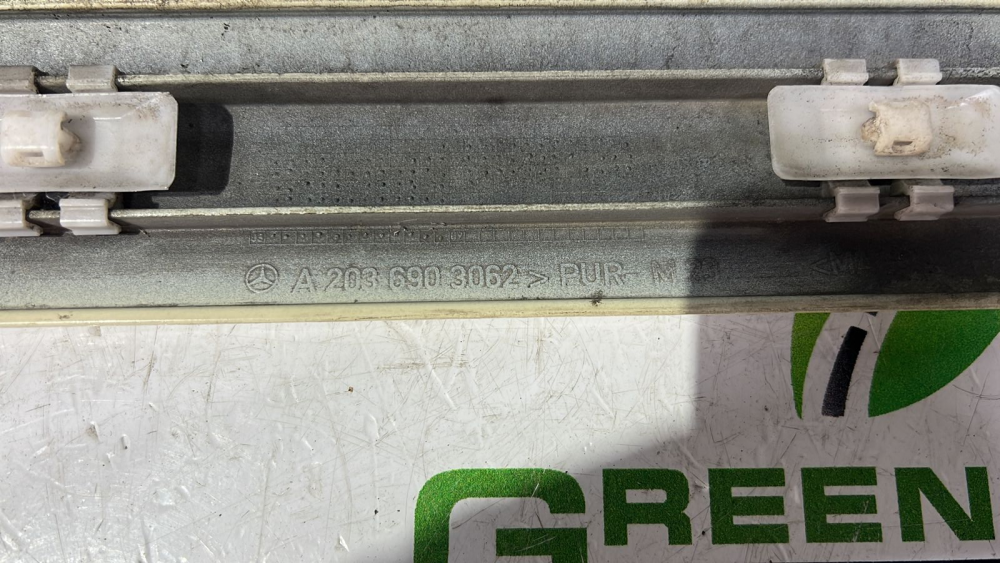 A 203 690 3062 > PUR-
GREEN